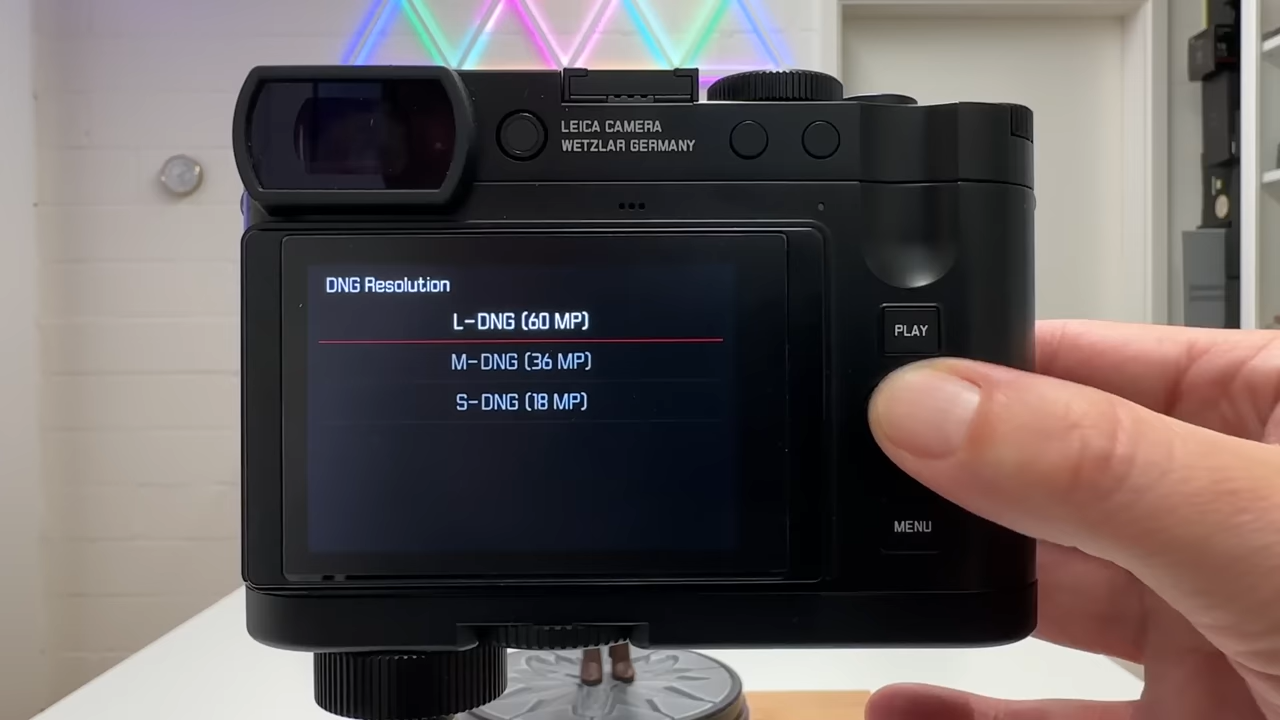 LEICA CAMERA
WETZLAR GERMANY
DNG Resolution
L-DNG (60 MP)
M-DNG (36 MP)
S-DNG (18 MP)
PLAY
MENU